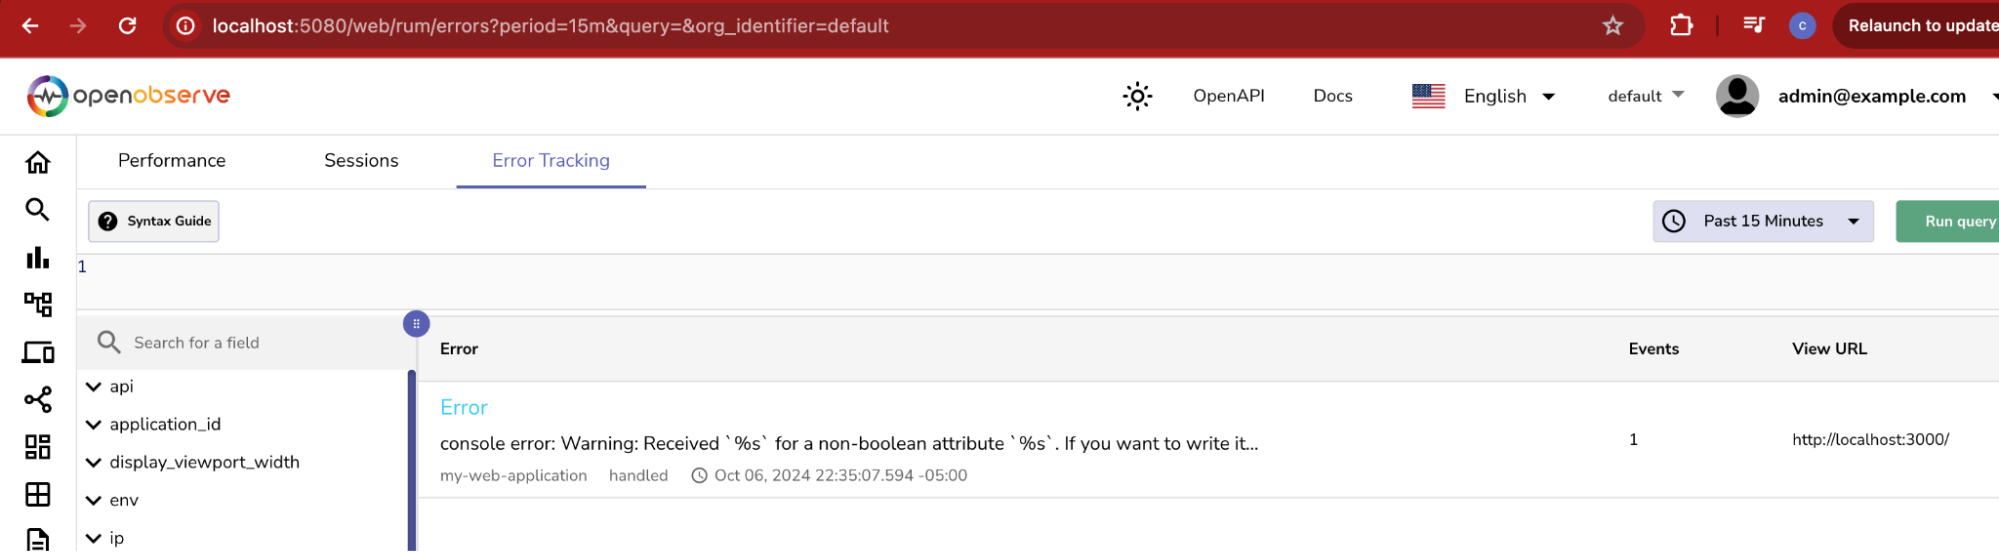 localhost:5080/web/rum/errors?period=15m&query=&org_identifier=default
c
Relaunch to update
openobserve
OpenAPI
Docs
English
default
admin@example.com
Performance
Sessions
Error Tracking
? Syntax Guide
Past 15 Minutes
Run query
1
Search for a field
Error
Events
View URL
api
application_id
display_viewport_width
env
ip
Error
console error: Warning: Received `%s` for a non-boolean attribute `%s`. If you want to write it...
1
http://localhost:3000/
my-web-application
handled
Oct 06, 2024 22:35:07.594 -05:00